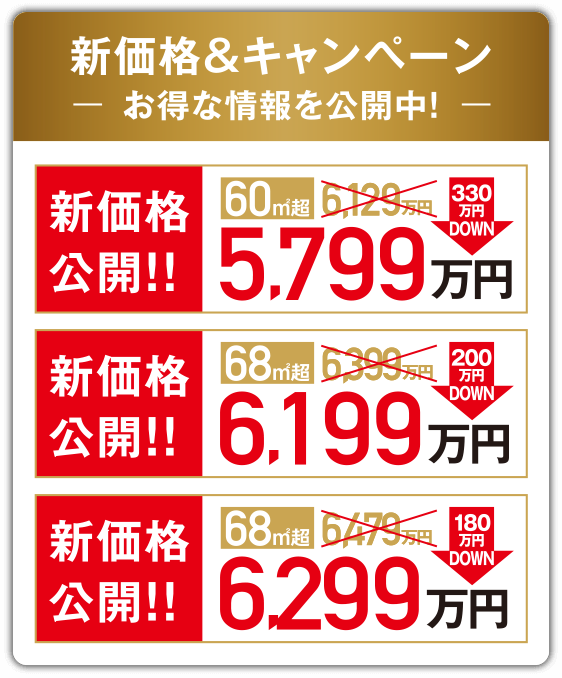 新価格＆キャンペーン
― お得な情報を公開中! ―
新価格
公開!!
60㎡超 6,129万円
330
万円
DOWN
5,799万円
新価格
公開!!
68㎡超 6,399万円
200
万円
DOWN
6,199万円
新価格
公開!!
68㎡超 6,479万円
180
万円
DOWN
6,299万円